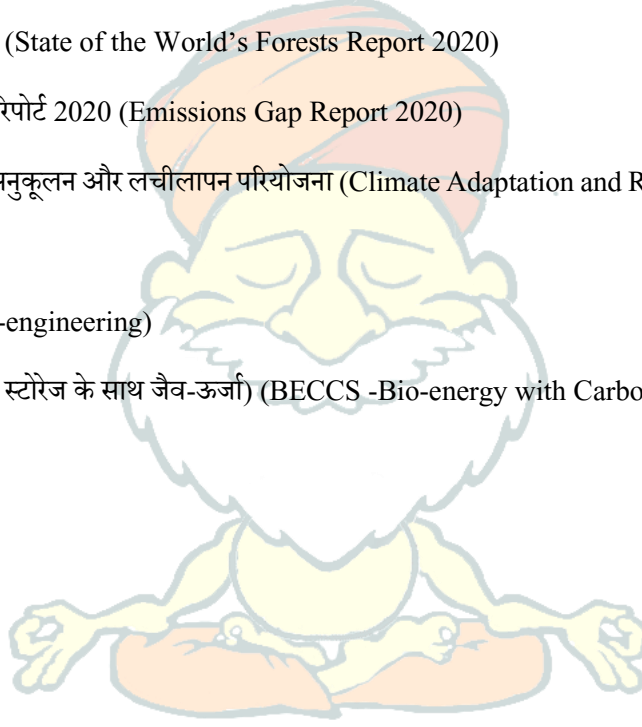 (State of the World’s Forests Report 2020)
रिपोर्ट 2020 (Emissions Gap Report 2020)
अनुकूलन और लचीलापन परियोजना (Climate Adaptation and R
-engineering)
स्टोरेज के साथ जैव-ऊर्जा) (BECCS -Bio-energy with Carbo